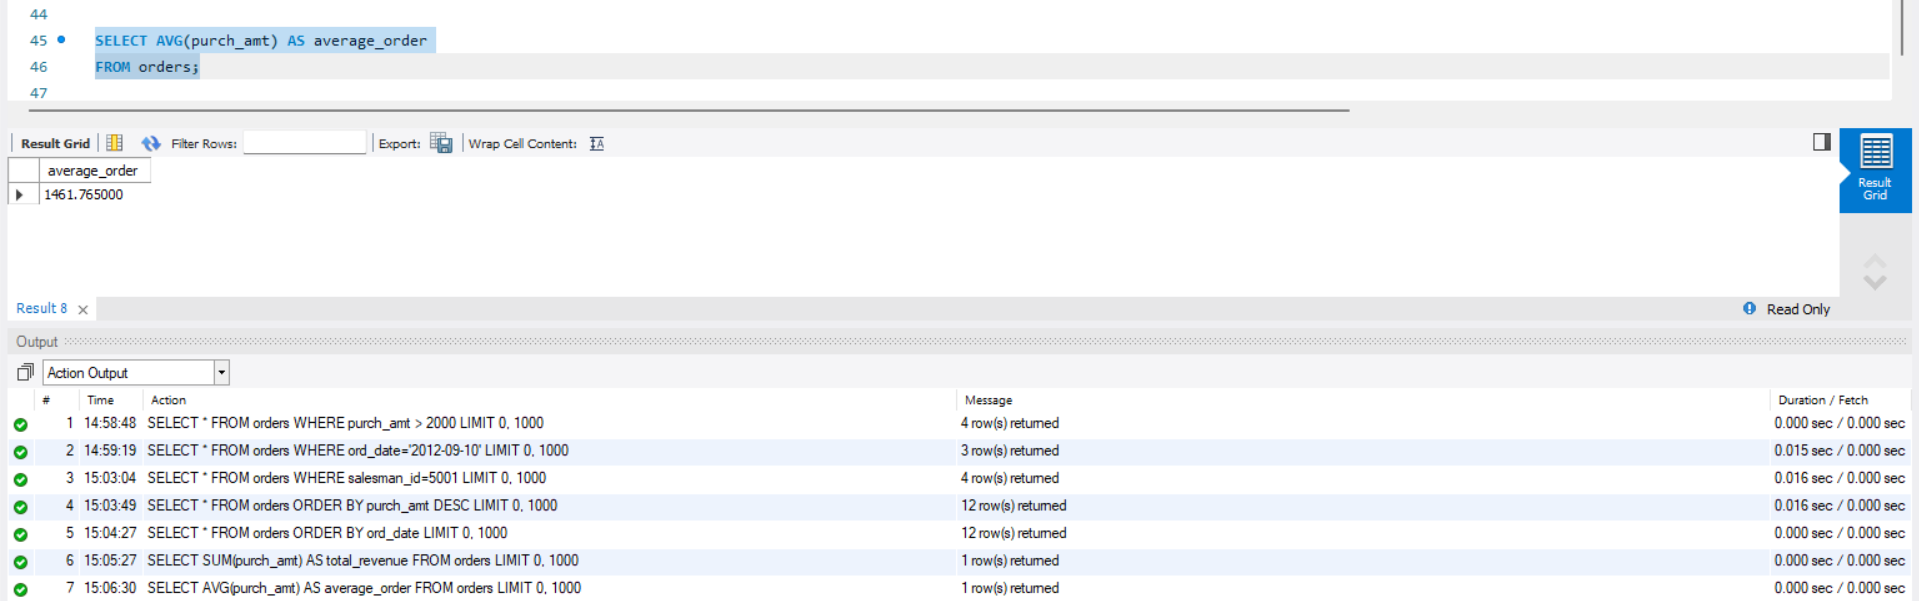 44
45 SELECT AVG(purch_amt) AS average_order
46 FROM orders;
47
Result Grid Filter Rows: Export: Wrap Cell Content:
average_order
1461.765000
Result
Grid
Result 8
Read Only
Output
Action Output
# Time Action Message Duration / Fetch
1 14:58:48 SELECT * FROM orders WHERE purch_amt > 2000 LIMIT 0, 1000 4 row(s) returned 0.000 sec / 0.000 sec
2 14:59:19 SELECT * FROM orders WHERE ord_date='2012-09-10' LIMIT 0, 1000 3 row(s) returned 0.015 sec / 0.000 sec
3 15:03:04 SELECT * FROM orders WHERE salesman_id=5001 LIMIT 0, 1000 4 row(s) returned 0.016 sec / 0.000 sec
4 15:03:49 SELECT * FROM orders ORDER BY purch_amt DESC LIMIT 0, 1000 12 row(s) returned 0.016 sec / 0.000 sec
5 15:04:27 SELECT * FROM orders ORDER BY ord_date LIMIT 0, 1000 12 row(s) returned 0.000 sec / 0.000 sec
6 15:05:27 SELECT SUM(purch_amt) AS total_revenue FROM orders LIMIT 0, 1000 1 row(s) returned 0.000 sec / 0.000 sec
7 15:06:30 SELECT AVG(purch_amt) AS average_order FROM orders LIMIT 0, 1000 1 row(s) returned 0.000 sec / 0.000 sec